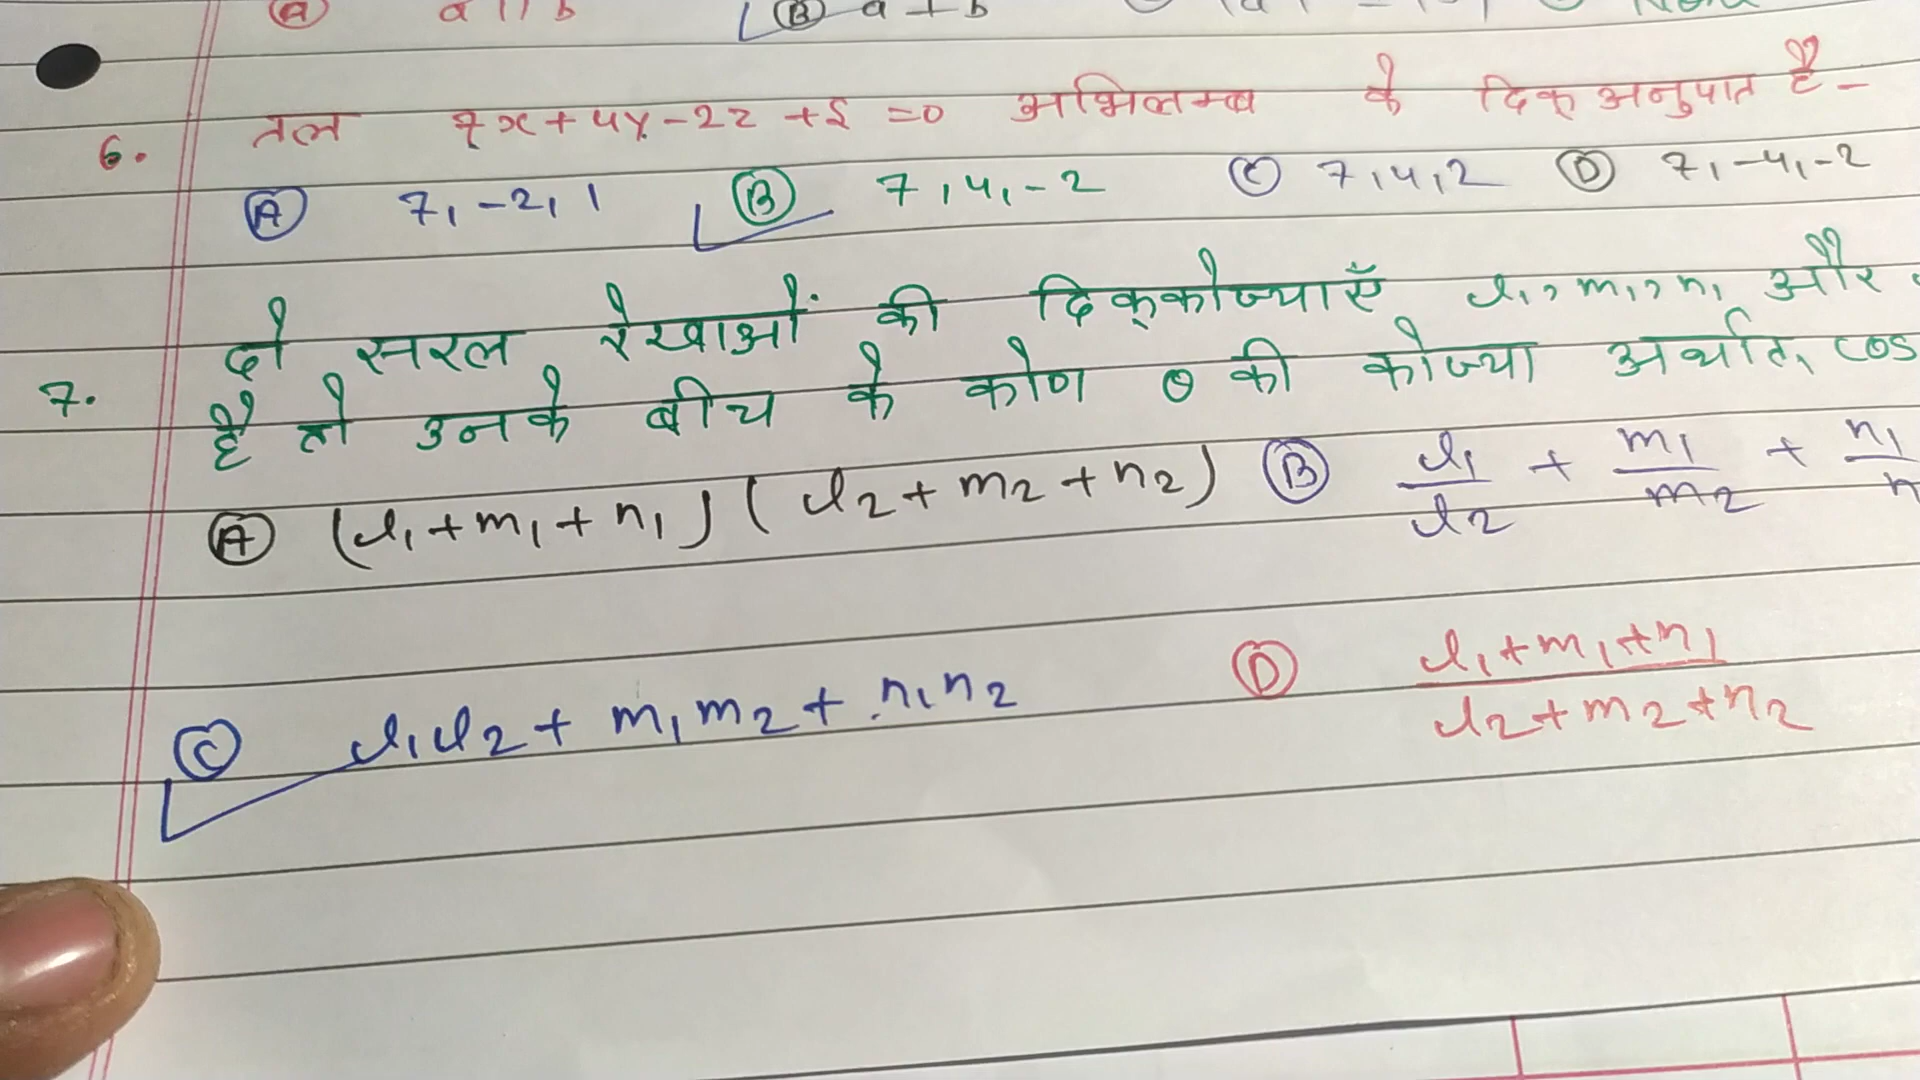 Ⓐ a || b Ⓑ a ⊥ b
6. तल 7x+4y-2z+5=0 अभिलम्ब के दिक् अनुपात है-
Ⓐ 7, -2, 1 Ⓑ 7, 4, -2 Ⓒ 7, 4, 2 Ⓓ 7, -4, -2
दो सरल रेखाओं की दिक्कोज्याएँ l₁, m₁, n₁ और
7. है तो उनके बीच के कोण θ की कोज्या अर्थात् cos
Ⓐ (l₁+m₁+n₁) (l₂+m₂+n₂) Ⓑ l₁/l₂ + m₁/m₂ + n₁/n
Ⓒ l₁l₂ + m₁m₂ + n₁n₂ Ⓓ l₁+m₁+n₁/l₂+m₂+n₂